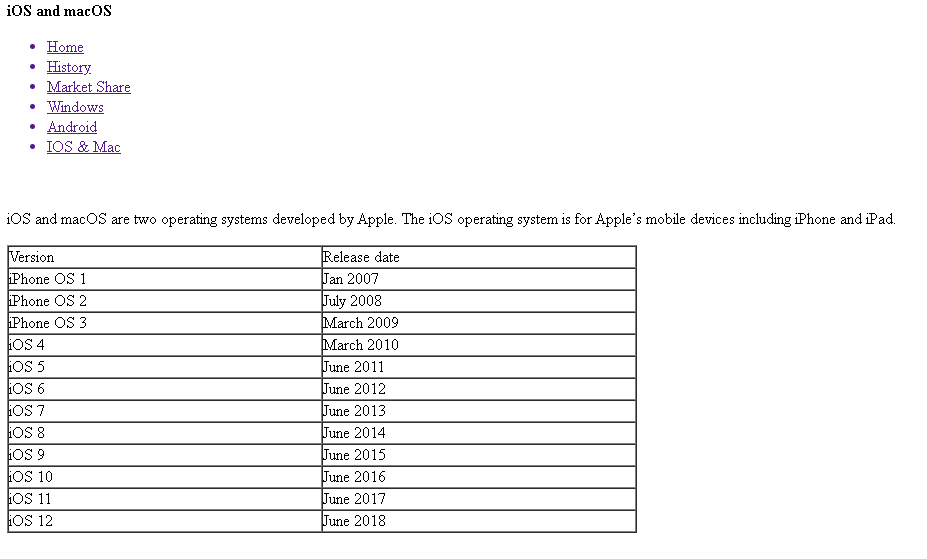 iOS and macOS
Home
History
Market Share
Windows
Android
IOS & Mac
iOS and macOS are two operating systems developed by Apple. The iOS operating system is for Apple’s mobile devices including iPhone and iPad.
Version Release date
iPhone OS 1 Jan 2007
iPhone OS 2 July 2008
iPhone OS 3 March 2009
iOS 4 March 2010
iOS 5 June 2011
iOS 6 June 2012
iOS 7 June 2013
iOS 8 June 2014
iOS 9 June 2015
iOS 10 June 2016
iOS 11 June 2017
iOS 12 June 2018